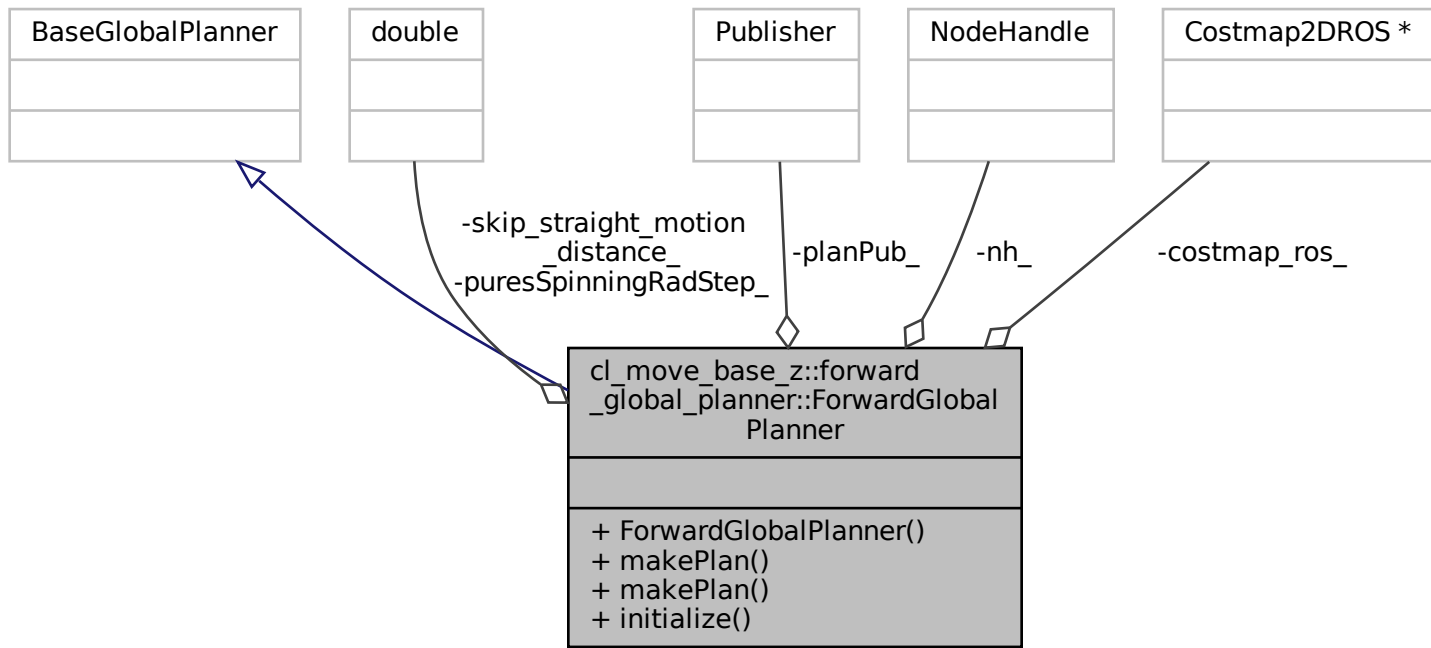 BaseGlobalPlanner
double
Publisher
NodeHandle
Costmap2DROS *
-skip_straight_motion
_distance_
-puresSpinningRadStep_
-planPub_
-nh_
-costmap_ros_
cl_move_base_z::forward
_global_planner::ForwardGlobal
Planner
+ ForwardGlobalPlanner()
+ makePlan()
+ makePlan()
+ initialize()